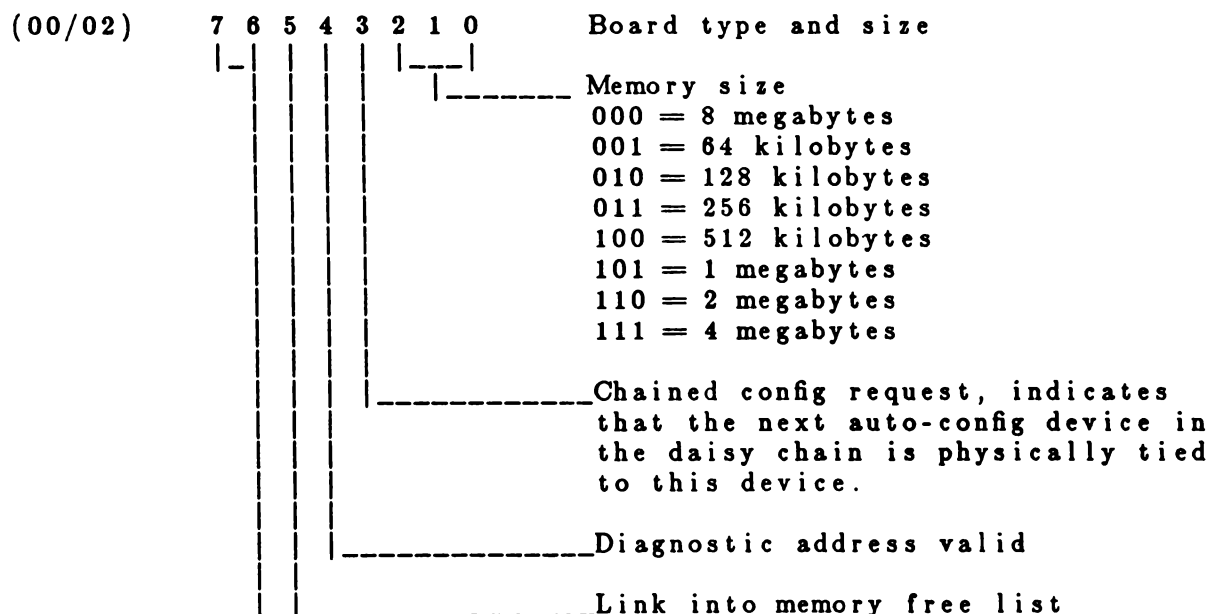 (00/02) 7 6 5 4 3 2 1 0 Board type and size
Memory size
000 = 8 megabytes
001 = 64 kilobytes
010 = 128 kilobytes
011 = 256 kilobytes
100 = 512 kilobytes
101 = 1 megabytes
110 = 2 megabytes
111 = 4 megabytes
Chained config request, indicates
that the next auto-config device in
the daisy chain is physically tied
to this device.
Diagnostic address valid
Link into memory free list